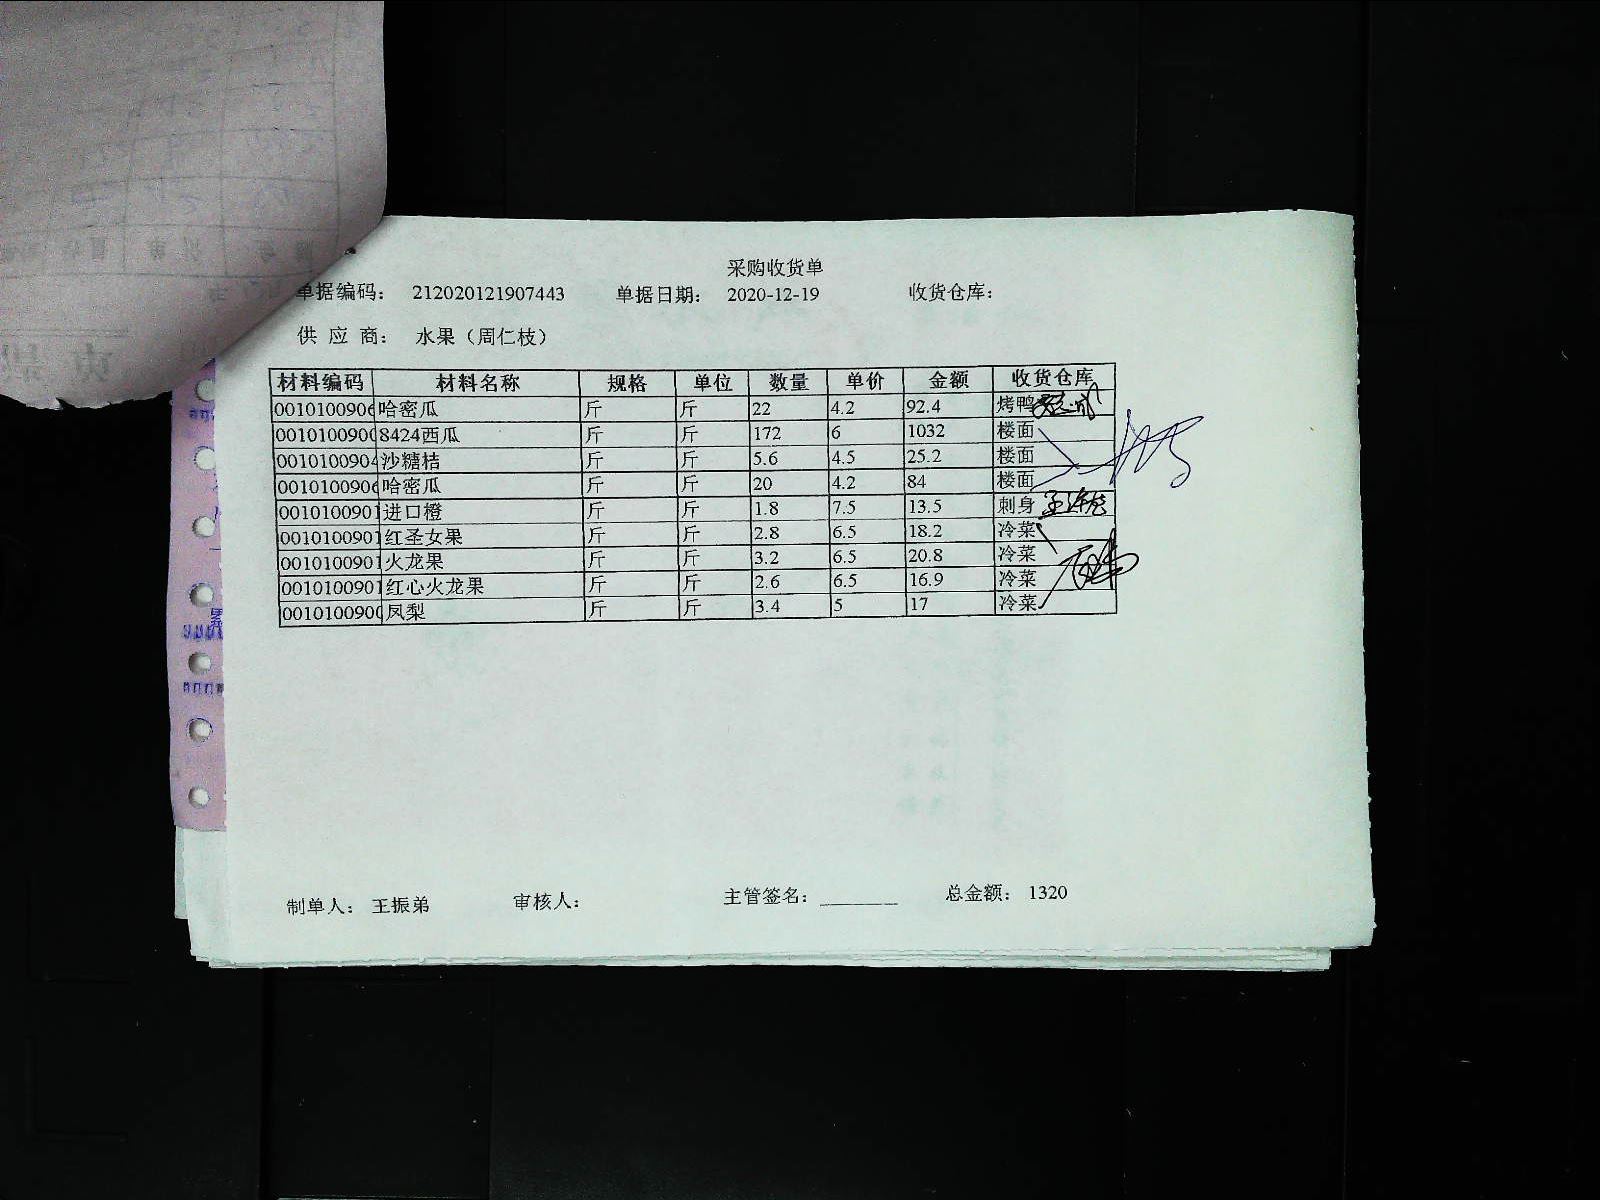 采购收货单
单据编码： 212020121907443 单据日期： 2020-12-19 收货仓库：
供 应 商： 水果（周仁枝）
材料编码 材料名称 规格 单位 数量 单价 金额 收货仓库
0010100906 哈密瓜 斤 斤 22 4.2 92.4 烤鸭
001010090 8424西瓜 斤 斤 172 6 1032 楼面
001010090 沙糖桔 斤 斤 5.6 4.5 25.2 楼面
0010100906 哈密瓜 斤 斤 20 4.2 84 楼面
001010090 进口橙 斤 斤 1.8 7.5 13.5 刺身
001010090 红圣女果 斤 斤 2.8 6.5 18.2 冷菜
001010090 火龙果 斤 斤 3.2 6.5 20.8 冷菜
001010090 红心火龙果 斤 斤 2.6 6.5 16.9 冷菜
001010090 凤梨 斤 斤 3.4 5 17 冷菜
制单人： 王振弟 审核人： 主管签名： 总金额： 1320